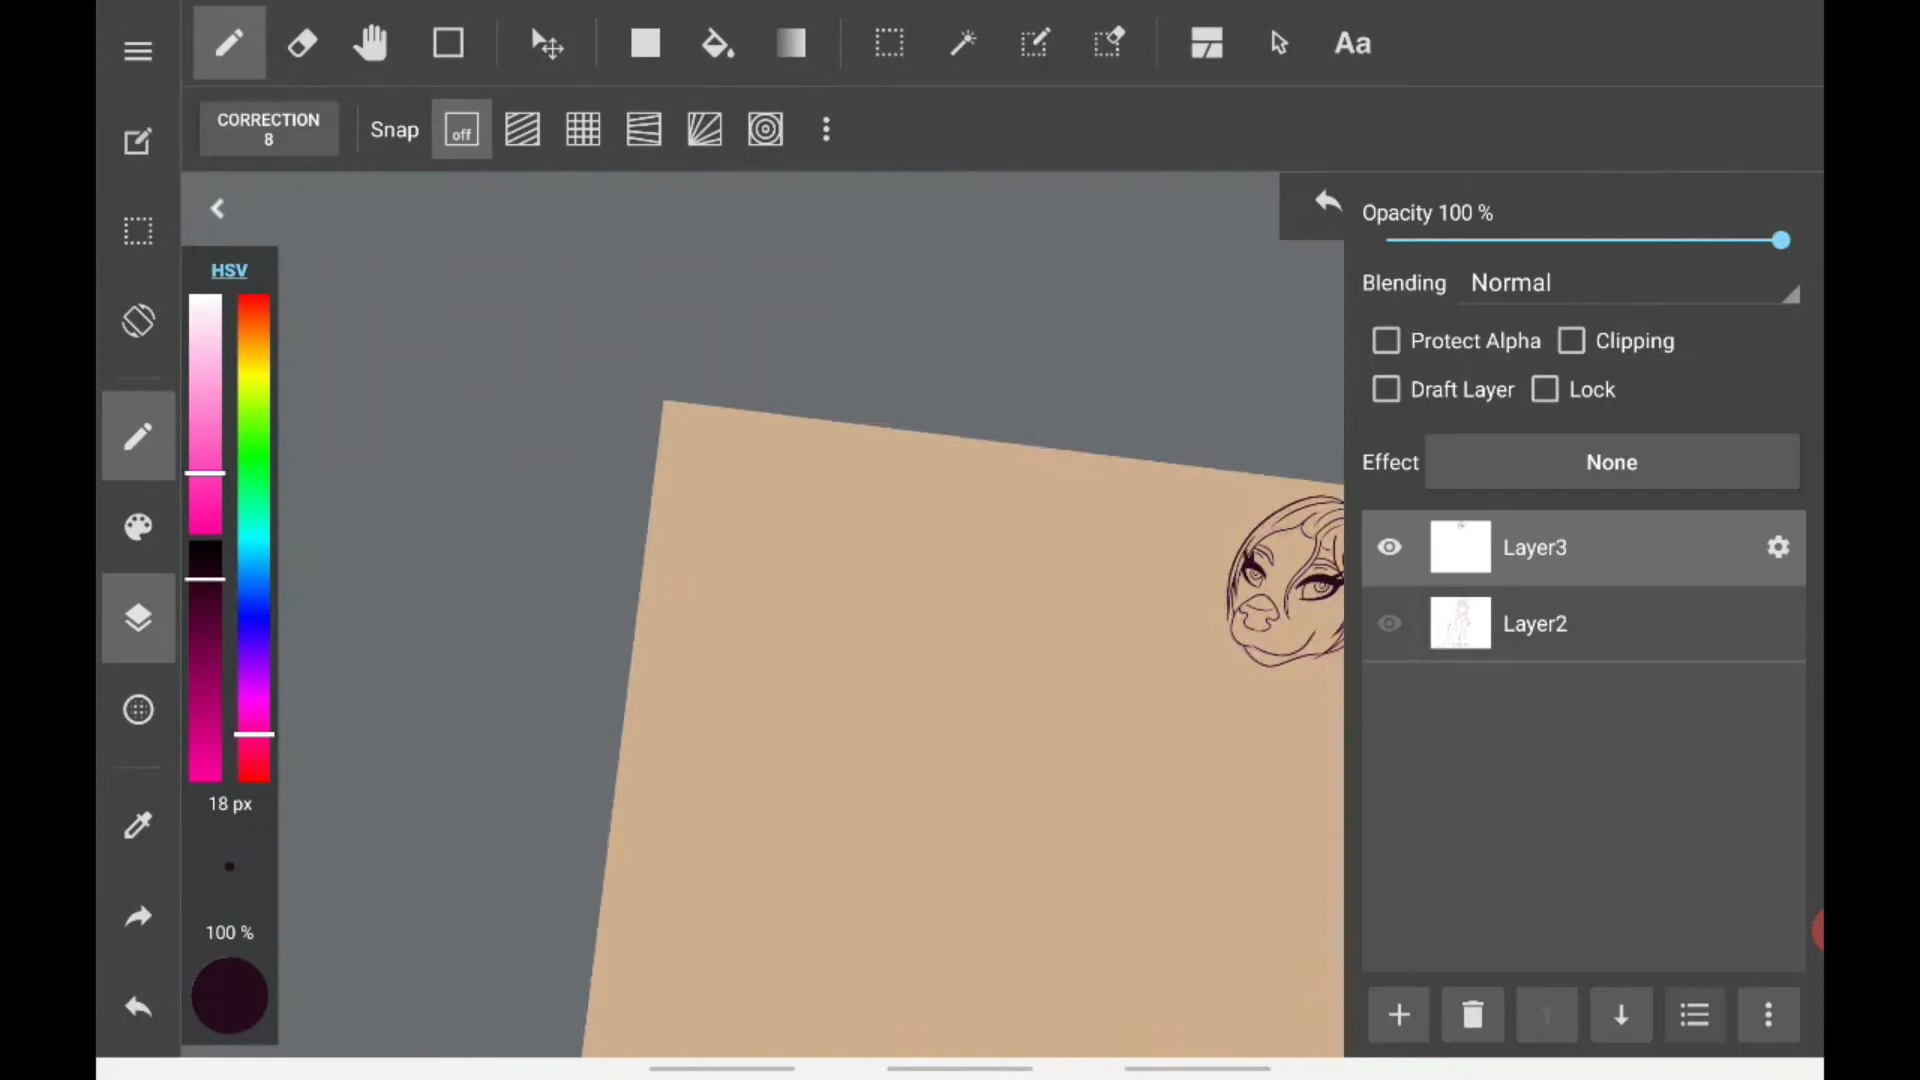 Aa
CORRECTION
8
Snap
off
HSV
18 px
100 %
Opacity 100 %
Blending Normal
Protect Alpha Clipping
Draft Layer Lock
Effect None
Layer3
Layer2